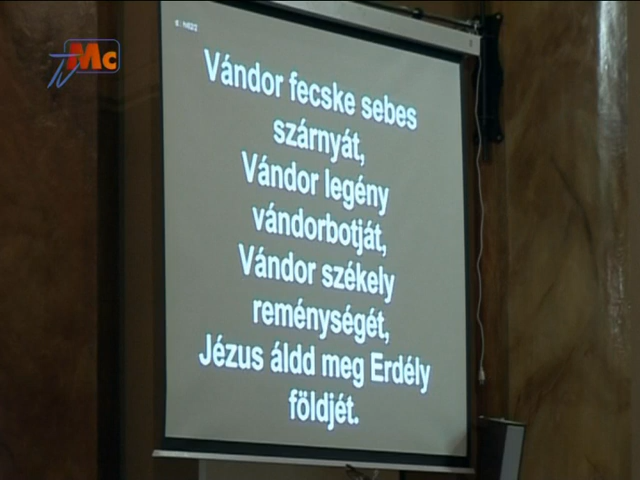 Mc
Vándor fecske sebes
szárnyát,
Vándor legény
vándorbotját,
Vándor székely
reménységét,
Jézus áldd meg Erdély
földjét.